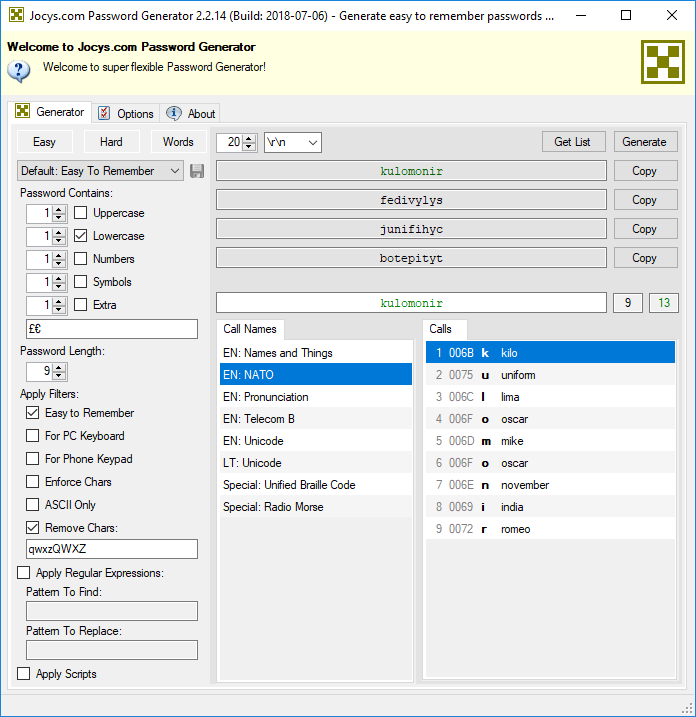 Jocys.com Password Generator 2.2.14 (Build: 2018-07-06) - Generate easy to remember passwords ...
Welcome to Jocys.com Password Generator
Welcome to super flexible Password Generator!
Generator Options About
Easy Hard Words
Default: Easy To Remember
Password Contains:
1 Uppercase
1 Lowercase
1 Numbers
1 Symbols
1 Extra
£€
Password Length:
9
Apply Filters:
Easy to Remember
For PC Keyboard
For Phone Keypad
Enforce Chars
ASCII Only
Remove Chars:
qwxzQWXZ
Apply Regular Expressions:
Pattern To Find:
Pattern To Replace:
Apply Scripts
20 \r\n Get List Generate
kulomonir Copy
fedivylys Copy
junifihyc Copy
botepityt Copy
kulomonir 9 13
Call Names
EN: Names and Things
EN: NATO
EN: Pronunciation
EN: Telecom B
EN: Unicode
LT: Unicode
Special: Unified Braille Code
Special: Radio Morse
Calls
1 006B k kilo
2 0075 u uniform
3 006C l lima
4 006F o oscar
5 006D m mike
6 006F o oscar
7 006E n november
8 0069 i india
9 0072 r romeo